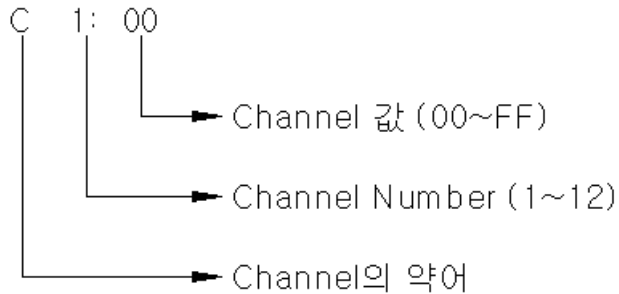 C 1: 00
Channel 값 (00~FF)
Channel Number (1~12)
Channel의 약어